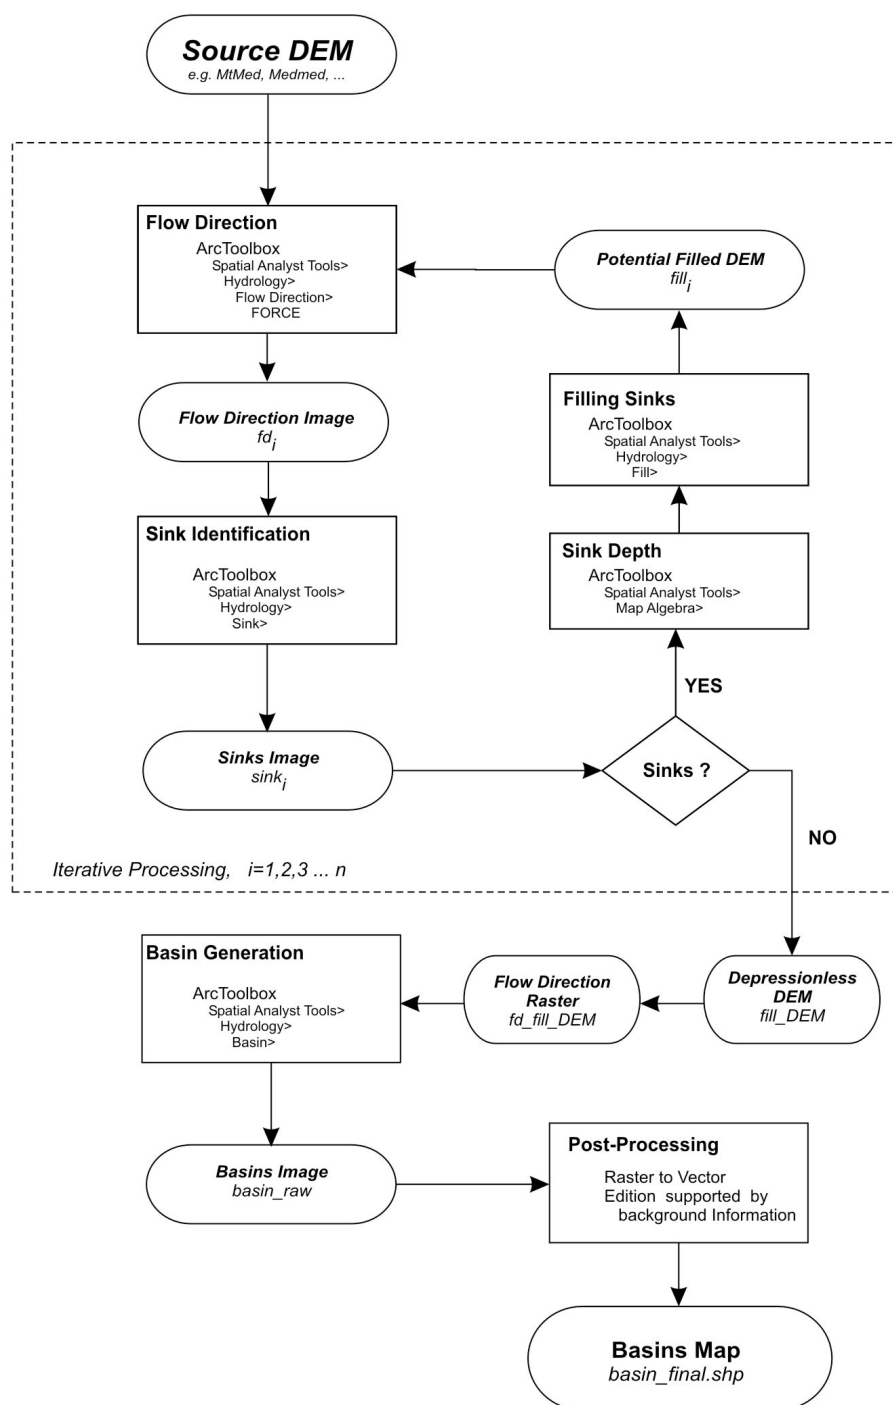 Source DEM
e.g. MtMed, Medmed, ...
Flow Direction
ArcToolbox
Spatial Analyst Tools>
Hydrology>
Flow Direction>
FORCE
Potential Filled DEM
fill i
Flow Direction Image
fd i
Filling Sinks
ArcToolbox
Spatial Analyst Tools>
Hydrology>
Fill>
Sink Identification
ArcToolbox
Spatial Analyst Tools>
Hydrology>
Sink>
Sink Depth
ArcToolbox
Spatial Analyst Tools>
Map Algebra>
YES
Sinks Image
sink i
Sinks ?
NO
Iterative Processing, i=1,2,3 ... n
Basin Generation
ArcToolbox
Spatial Analyst Tools>
Hydrology>
Basin>
Flow Direction
Raster
fd_fill_DEM
Depressionless
DEM
fill_DEM
Basins Image
basin_raw
Post-Processing
Raster to Vector
Edition supported by
background Information
Basins Map
basin_final.shp